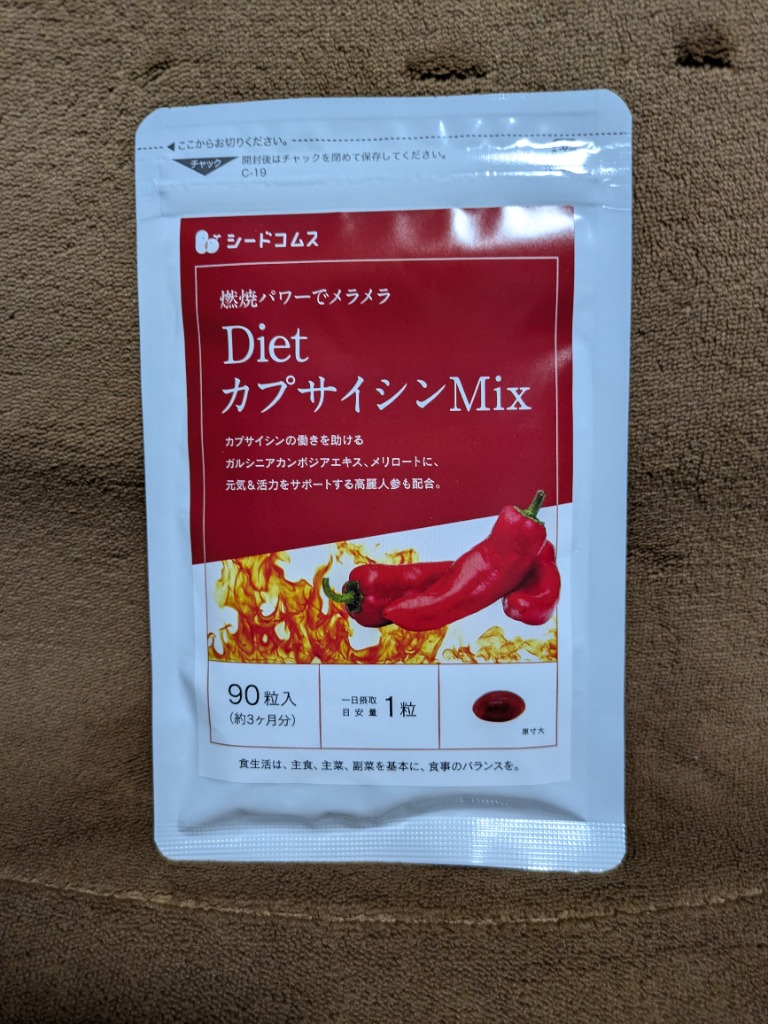 ここからお切りください。
チャック
開封後はチャックを閉めて保存してください。
C-19
シードコムス
燃焼パワーでメラメラ
Diet
カプサイシンMix
カプサイシンの働きを助ける
ガルシニアカンボジアエキス、メリロートに、
元気&活力をサポートする高麗人参も配合。
90粒入
(約3ヶ月分)
一日摂取
目安量
1粒
原寸大
食生活は、主食、主菜、副菜を基本に、食事のバランスを。